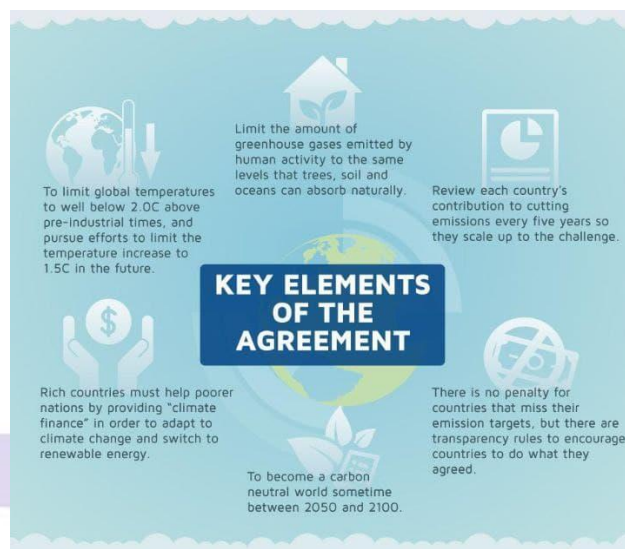 Limit the amount of
greenhouse gases emitted by
human activity to the same
levels that trees, soil and
oceans can absorb naturally.
To limit global temperatures
to well below 2.0C above
pre-industrial times, and
pursue efforts to limit the
temperature increase to
1.5C in the future.
Review each country's
contribution to cutting
emissions every five years so
they scale up to the challenge.
KEY ELEMENTS
OF THE
AGREEMENT
$
Rich countries must help poorer
nations by providing "climate
finance" in order to adapt to
climate change and switch to
renewable energy.
There is no penalty for
countries that miss their
emission targets, but there are
transparency rules to encourage
countries to do what they
agreed.
To become a carbon
neutral world sometime
between 2050 and 2100.